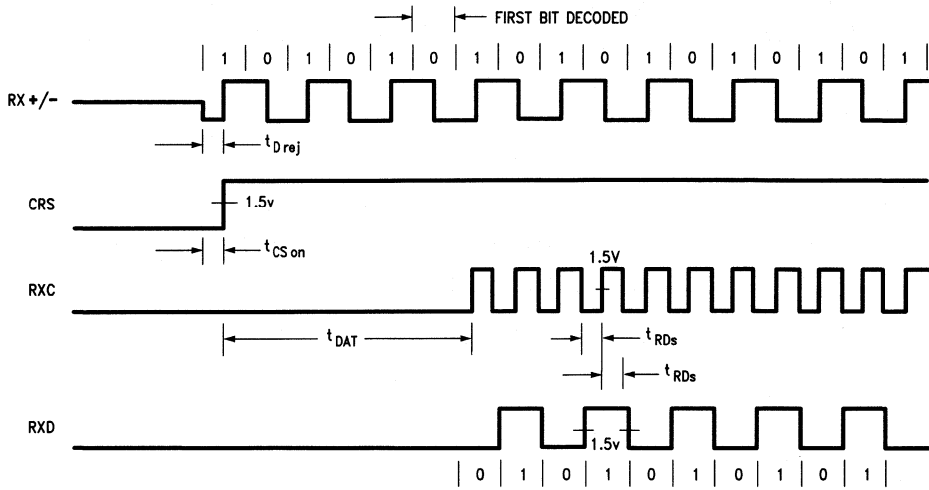 FIRST BIT DECODED
1 0 1 0 1 0 1 0 1 0 1 0 1 0 1 0 1
RX +/-
t D rej
CRS
1.5v
t CS on
1.5V
RXC
t DAT
t RDs
t RDs
RXD
1.5v
0 1 0 1 0 1 0 1 0 1